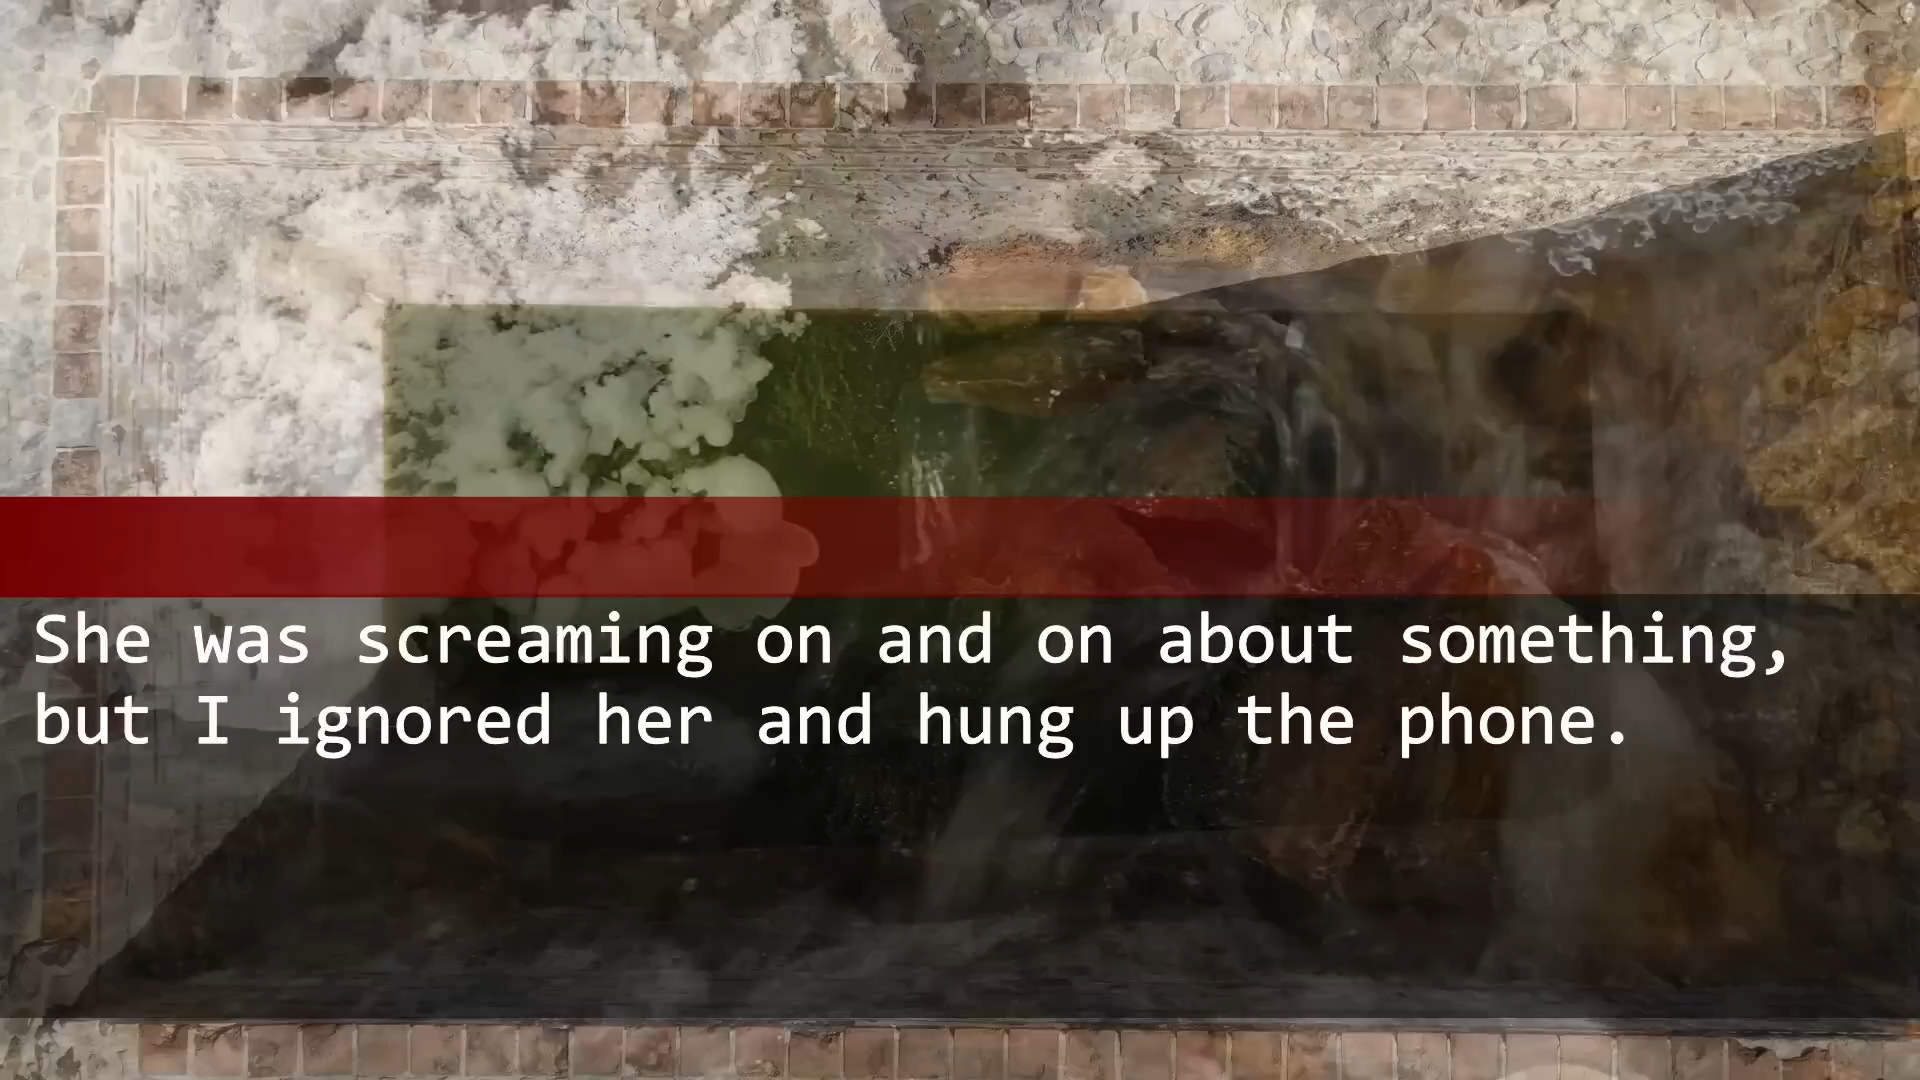 She was screaming on and on about something,
but I ignored her and hung up the phone.